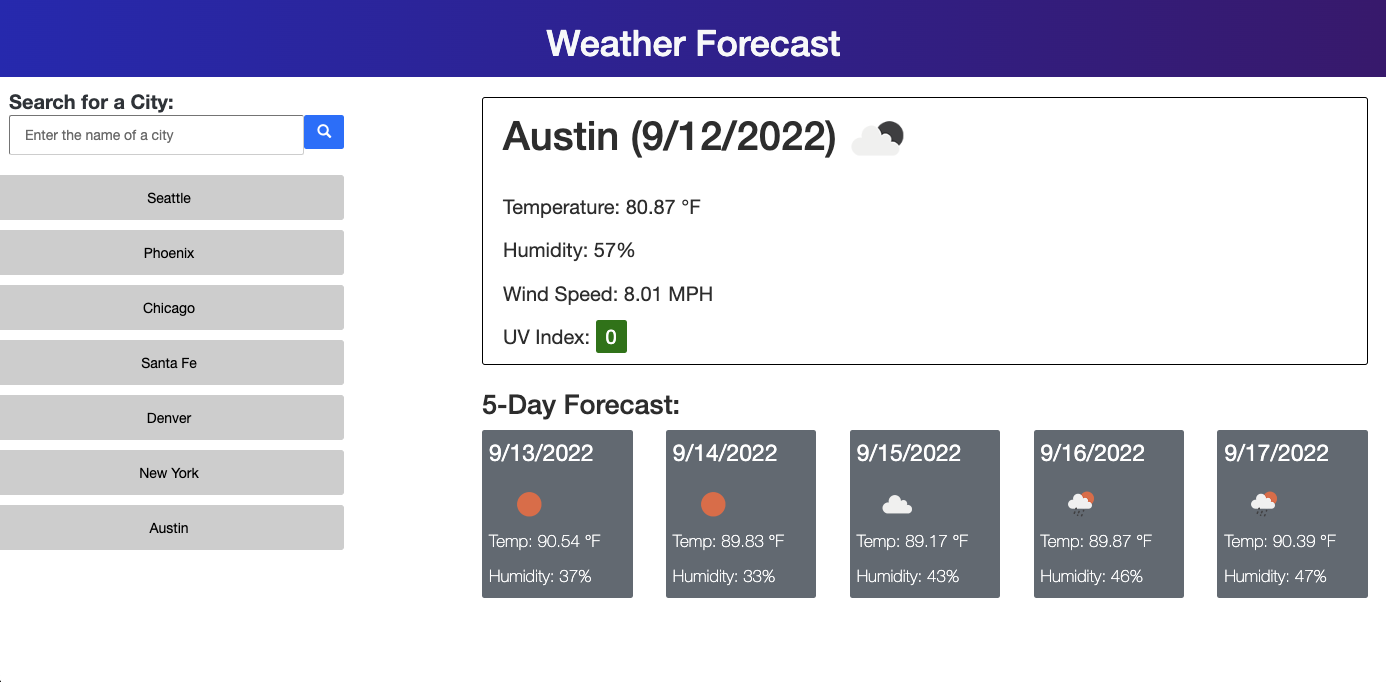 Weather Forecast
Search for a City:
Enter the name of a city
Seattle
Phoenix
Chicago
Santa Fe
Denver
New York
Austin
Austin (9/12/2022)
Temperature: 80.87 °F
Humidity: 57%
Wind Speed: 8.01 MPH
UV Index: 0
5-Day Forecast:
9/13/2022
Temp: 90.54 °F
Humidity: 37%
9/14/2022
Temp: 89.83 °F
Humidity: 33%
9/15/2022
Temp: 89.17 °F
Humidity: 43%
9/16/2022
Temp: 89.87 °F
Humidity: 46%
9/17/2022
Temp: 90.39 °F
Humidity: 47%